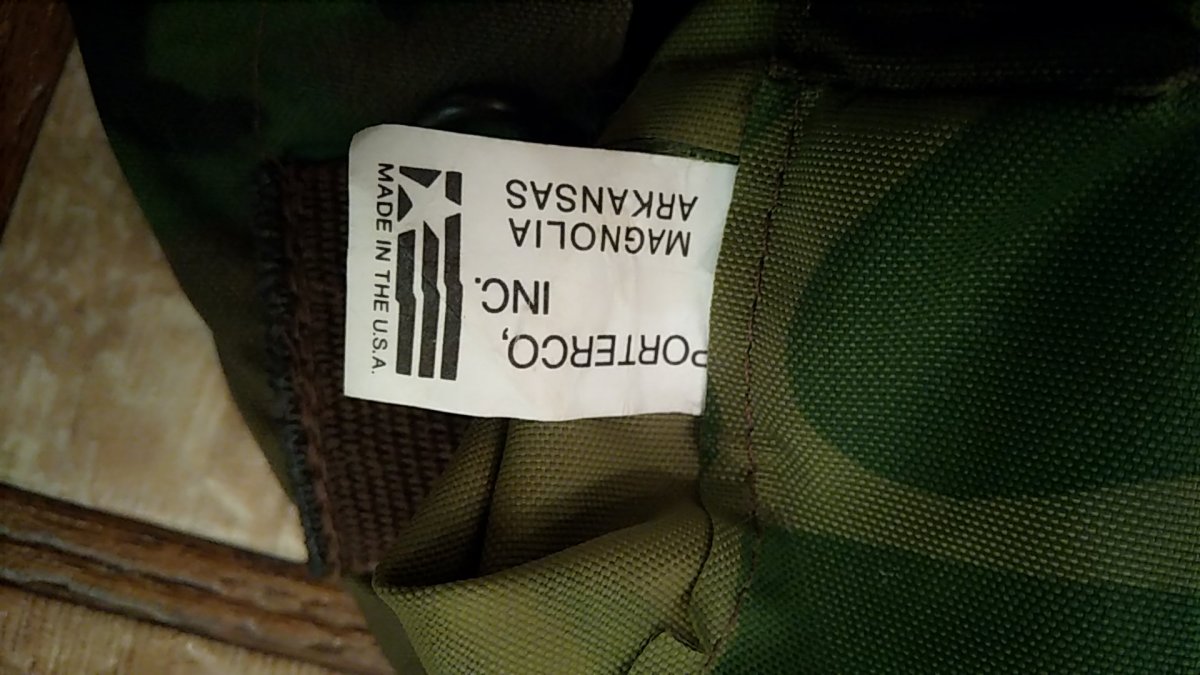 PORTERCO,
INC.
MAGNOLIA
ARKANSAS
MADE IN THE U.S.A.